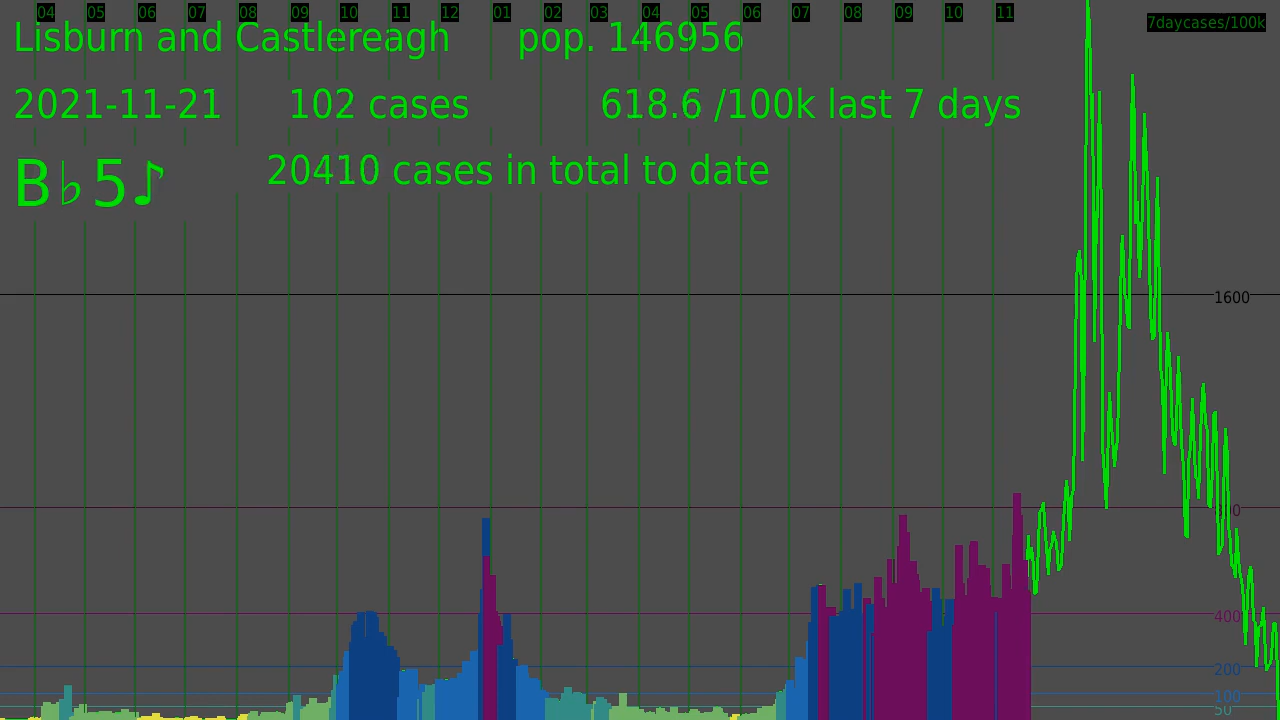 04 05 06 07 08 09 10 11 12 01 02 03 04 05 06 07 08 09 10 11
7daycases/100k
Lisburn and Castlereagh pop. 146956
2021-11-21 102 cases 618.6 /100k last 7 days
B♭5♪ 20410 cases in total to date
1600
400
200
100
50